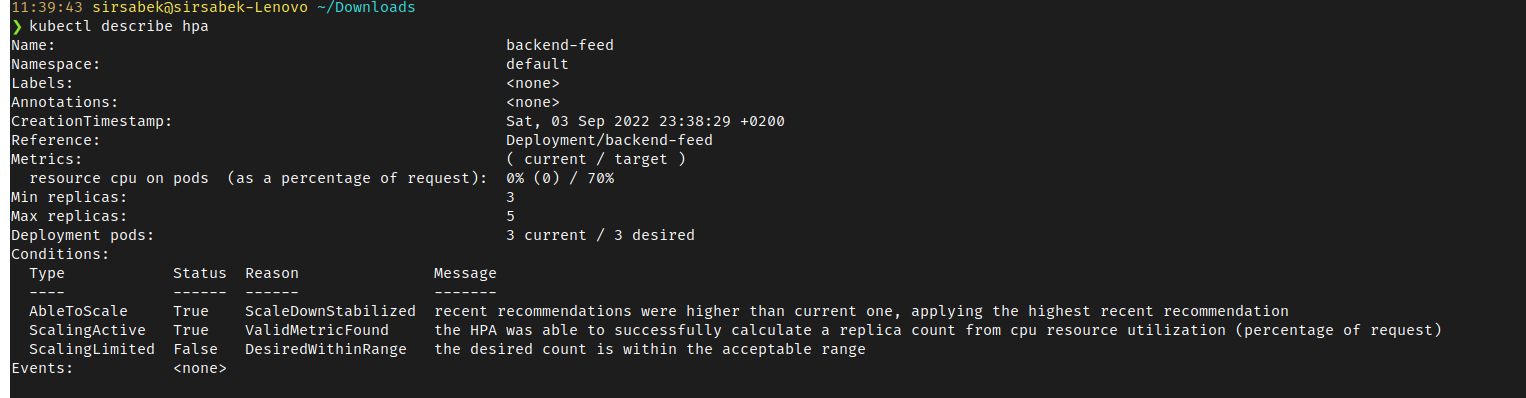 11:39:43 sirsabek@sirsabek-Lenovo ~/Downloads
❯ kubectl describe hpa
Name:                                                  backend-feed
Namespace:                                             default
Labels:                                                <none>
Annotations:                                           <none>
CreationTimestamp:                                     Sat, 03 Sep 2022 23:38:29 +0200
Reference:                                             Deployment/backend-feed
Metrics:                                               ( current / target )
  resource cpu on pods  (as a percentage of request):  0% (0) / 70%
Min replicas:                                          3
Max replicas:                                          5
Deployment pods:                                       3 current / 3 desired
Conditions:
  Type            Status  Reason               Message
  ----            ------  ------               -------
  AbleToScale     True    ScaleDownStabilized  recent recommendations were higher than current one, applying the highest recent recommendation
  ScalingActive   True    ValidMetricFound     the HPA was able to successfully calculate a replica count from cpu resource utilization (percentage of request)
  ScalingLimited  False   DesiredWithinRange   the desired count is within the acceptable range
Events:           <none>